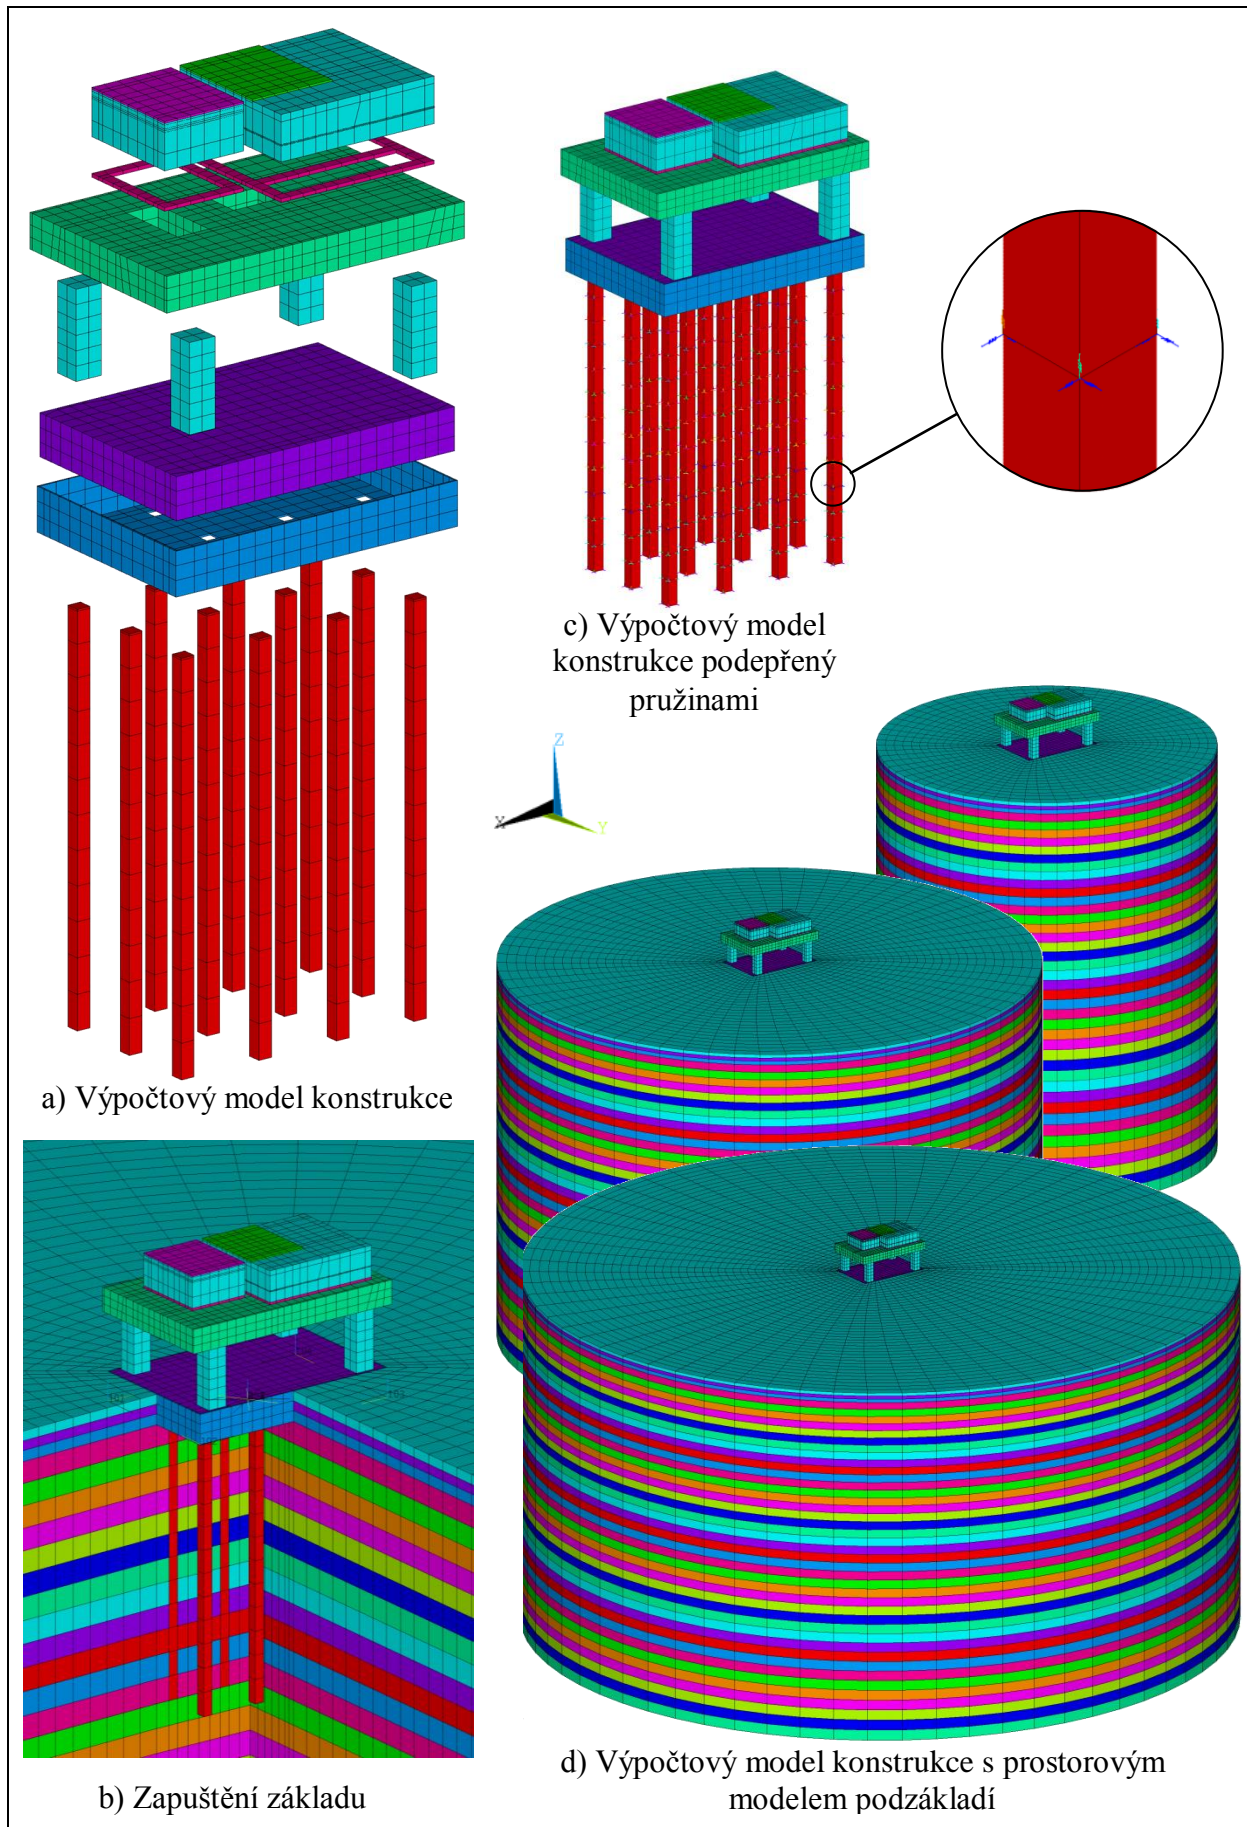 c) Výpočtový model
konstrukce podepřený
pružinami
Z
X
Y
a) Výpočtový model konstrukce
b) Zapuštění základu
d) Výpočtový model konstrukce s prostorovým
modelem podzákladí